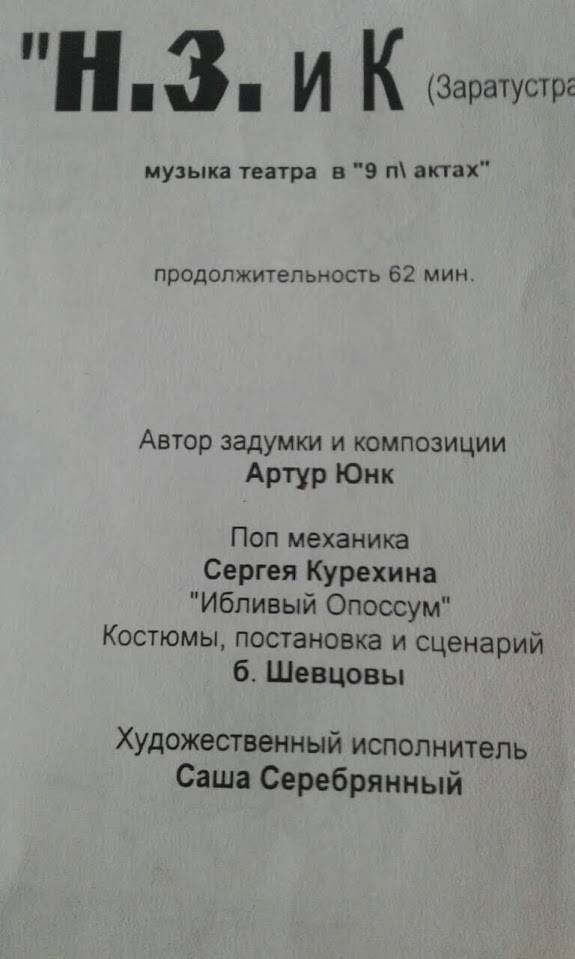 "Н.З. и К (Заратустра
музыка театра в "9 п\ актах"
продолжительность 62 мин.
Автор задумки и композиции
Артұр Юнк
Поп механика
Сергея Курехина
"Ибливый Опоссум"
Костюмы, постановка и сценарий
б. Шевцовы
Художественный исполнитель
Саша Серебрянный